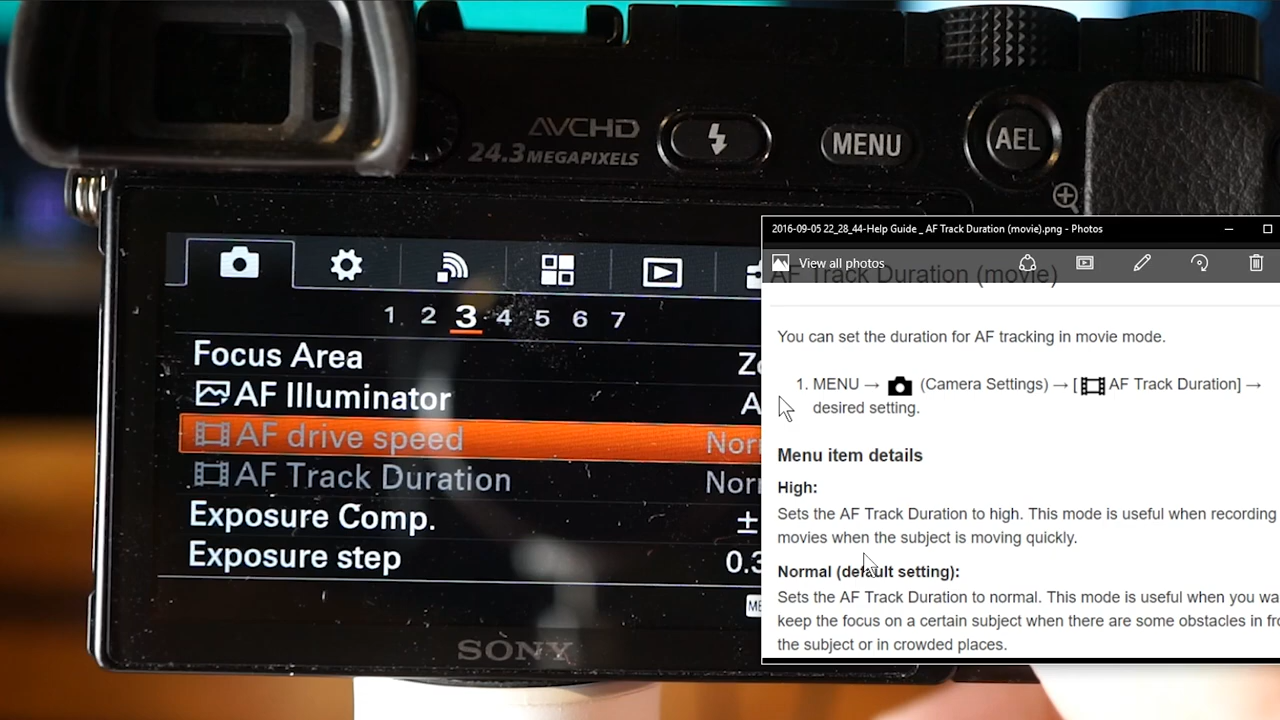 AVCHD
24.3 MEGAPIXELS
MENU
AEL
1 2 3 4 5 6 7
Focus Area
AF Illuminator
AF drive speed
AF Track Duration
Exposure Comp. ±
Exposure step 0.3
SONY
2016-09-05 22_28_44-Help Guide _ AF Track Duration (movie).png - Photos
View all photos
AF Track Duration (movie)
You can set the duration for AF tracking in movie mode.
1. MENU → (Camera Settings) → [ AF Track Duration] →
desired setting.
Menu item details
High:
Sets the AF Track Duration to high. This mode is useful when recording
movies when the subject is moving quickly.
Normal (default setting):
Sets the AF Track Duration to normal. This mode is useful when you
keep the focus on a certain subject when there are some obstacles in
the subject or in crowded places.